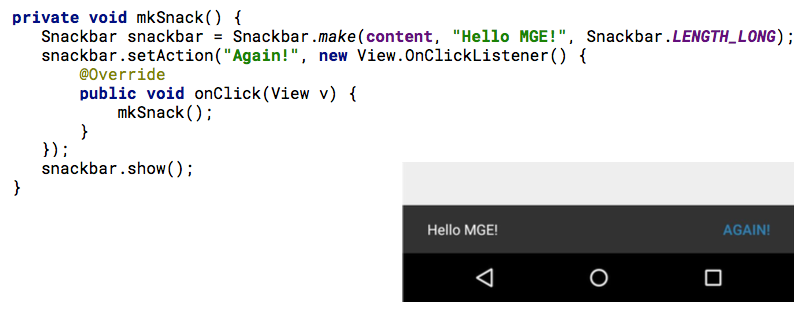 private void mkSnack() {
Snackbar snackbar = Snackbar.make(content, "Hello MGE!", Snackbar.LENGTH_LONG);
snackbar.setAction("Again!", new View.OnClickListener() {
@Override
public void onClick(View v) {
mkSnack();
}
});
snackbar.show();
}
Hello MGE! AGAIN!